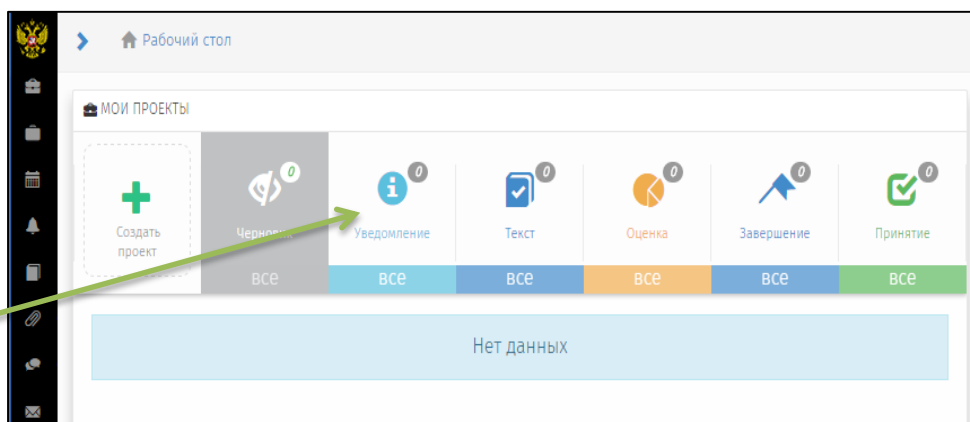 Рабочий стол
МОИ ПРОЕКТЫ
0 0 0 0 0 0
Создать
проект
Черновик Уведомление Текст Оценка Завершение Принятие
все все все все все все
Нет данных